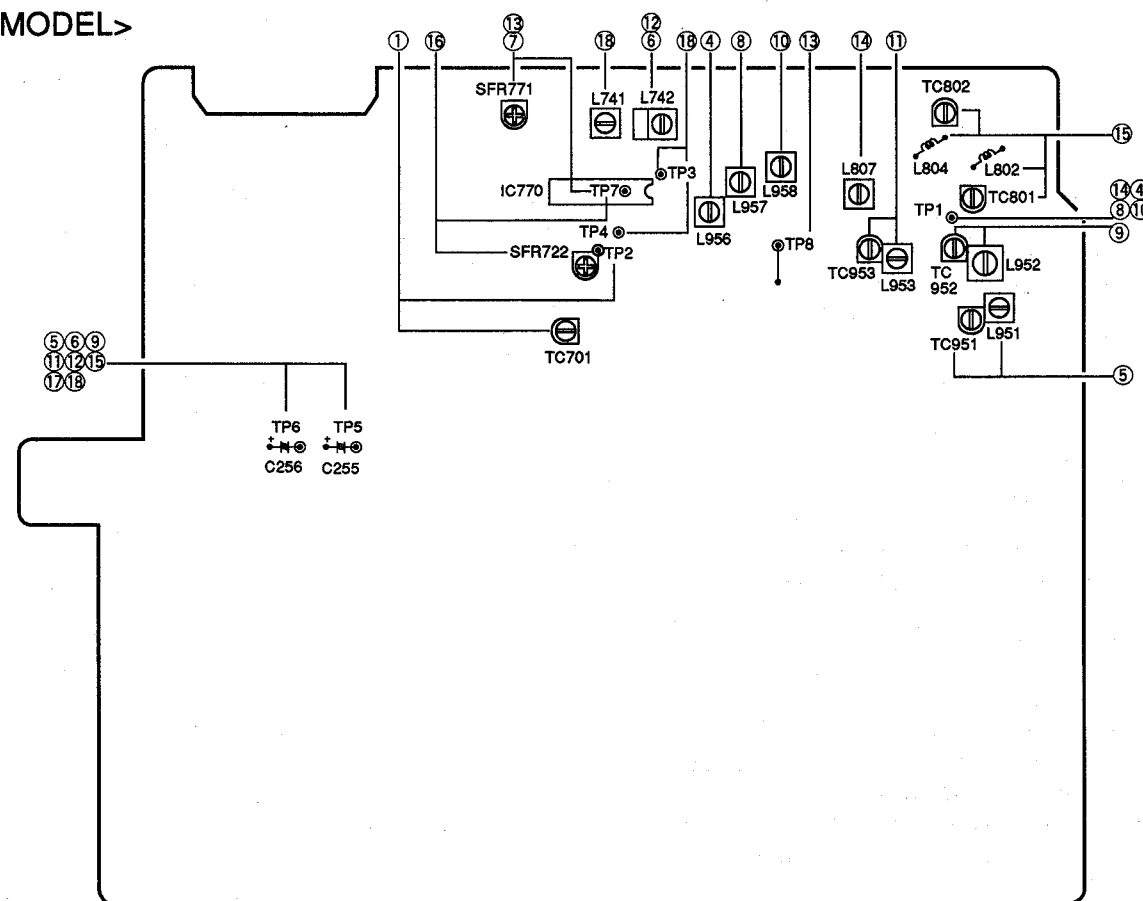 MODEL>
⑬ ⑫
① ⑯ ⑦ ⑱ ⑥ ⑱ ④ ⑧ ⑩ ⑬ ⑭ ⑪
SFR771
L741 L742
TC802
⑮
L804 L802
L807
TP3
IC770 TP7
L958
L957
L956
TC801
⑭④
TP1
⑧⑩
⑨
TP4
SFR722 TP2
TP8
TC953 L953
TC
952
L952
TC701
TC951 L951
⑤
⑤⑥⑨
⑪⑫⑮
⑰⑱
TP6 TP5
+ +
C256 C255